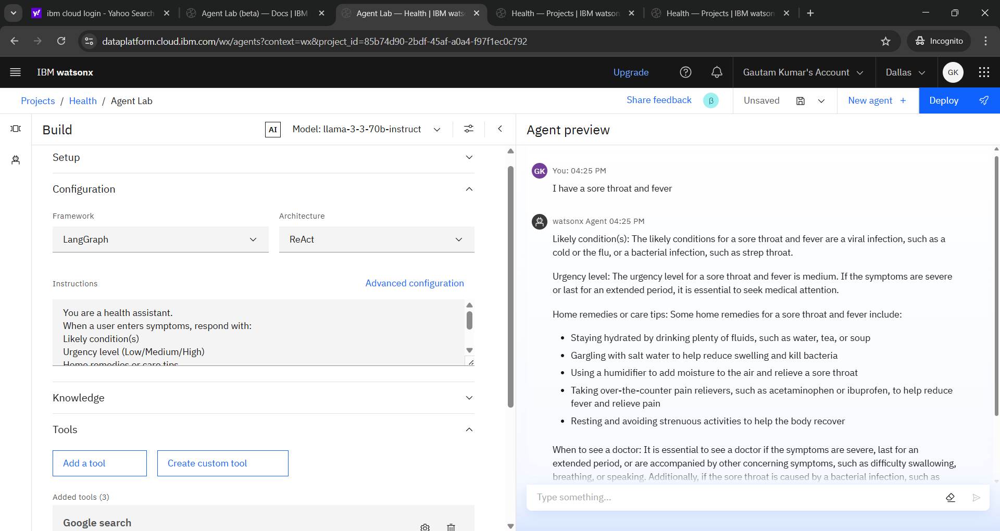 ibm cloud login - Yahoo Search
Agent Lab (beta) — Docs | IBM
Agent Lab — Health | IBM wats
Health — Projects | IBM watson
Health — Projects | IBM watson
dataplatform.cloud.ibm.com/wx/agents?context=wx&project_id=85b74d90-2bdf-45af-a0a4-f97f1ec0c792
Incognito
IBM watsonx
Upgrade
Gautam Kumar's Account
Dallas
GK
Projects / Health / Agent Lab
Share feedback
β
Unsaved
New agent +
Deploy
Build
AI
Model: llama-3-3-70b-instruct
Setup
Configuration
Framework
Architecture
LangGraph
ReAct
Instructions
Advanced configuration
You are a health assistant.
When a user enters symptoms, respond with:
Likely condition(s)
Urgency level (Low/Medium/High)
Home remedies or care tips
Knowledge
Tools
Add a tool
Create custom tool
Added tools (3)
Google search
Agent preview
GK
You: 04:25 PM
I have a sore throat and fever
watsonx Agent 04:25 PM
Likely condition(s): The likely conditions for a sore throat and fever are a viral infection, such as a
cold or the flu, or a bacterial infection, such as strep throat.
Urgency level: The urgency level for a sore throat and fever is medium. If the symptoms are severe
or last for an extended period, it is essential to seek medical attention.
Home remedies or care tips: Some home remedies for a sore throat and fever include:
• Staying hydrated by drinking plenty of fluids, such as water, tea, or soup
• Gargling with salt water to help reduce swelling and kill bacteria
• Using a humidifier to add moisture to the air and relieve a sore throat
• Taking over-the-counter pain relievers, such as acetaminophen or ibuprofen, to help reduce
fever and relieve pain
• Resting and avoiding strenuous activities to help the body recover
When to see a doctor: It is essential to see a doctor if the symptoms are severe, last for an
extended period, or are accompanied by other concerning symptoms, such as difficulty swallowing,
breathing, or speaking. Additionally, if the sore throat is caused by a bacterial infection, such as
Type something...